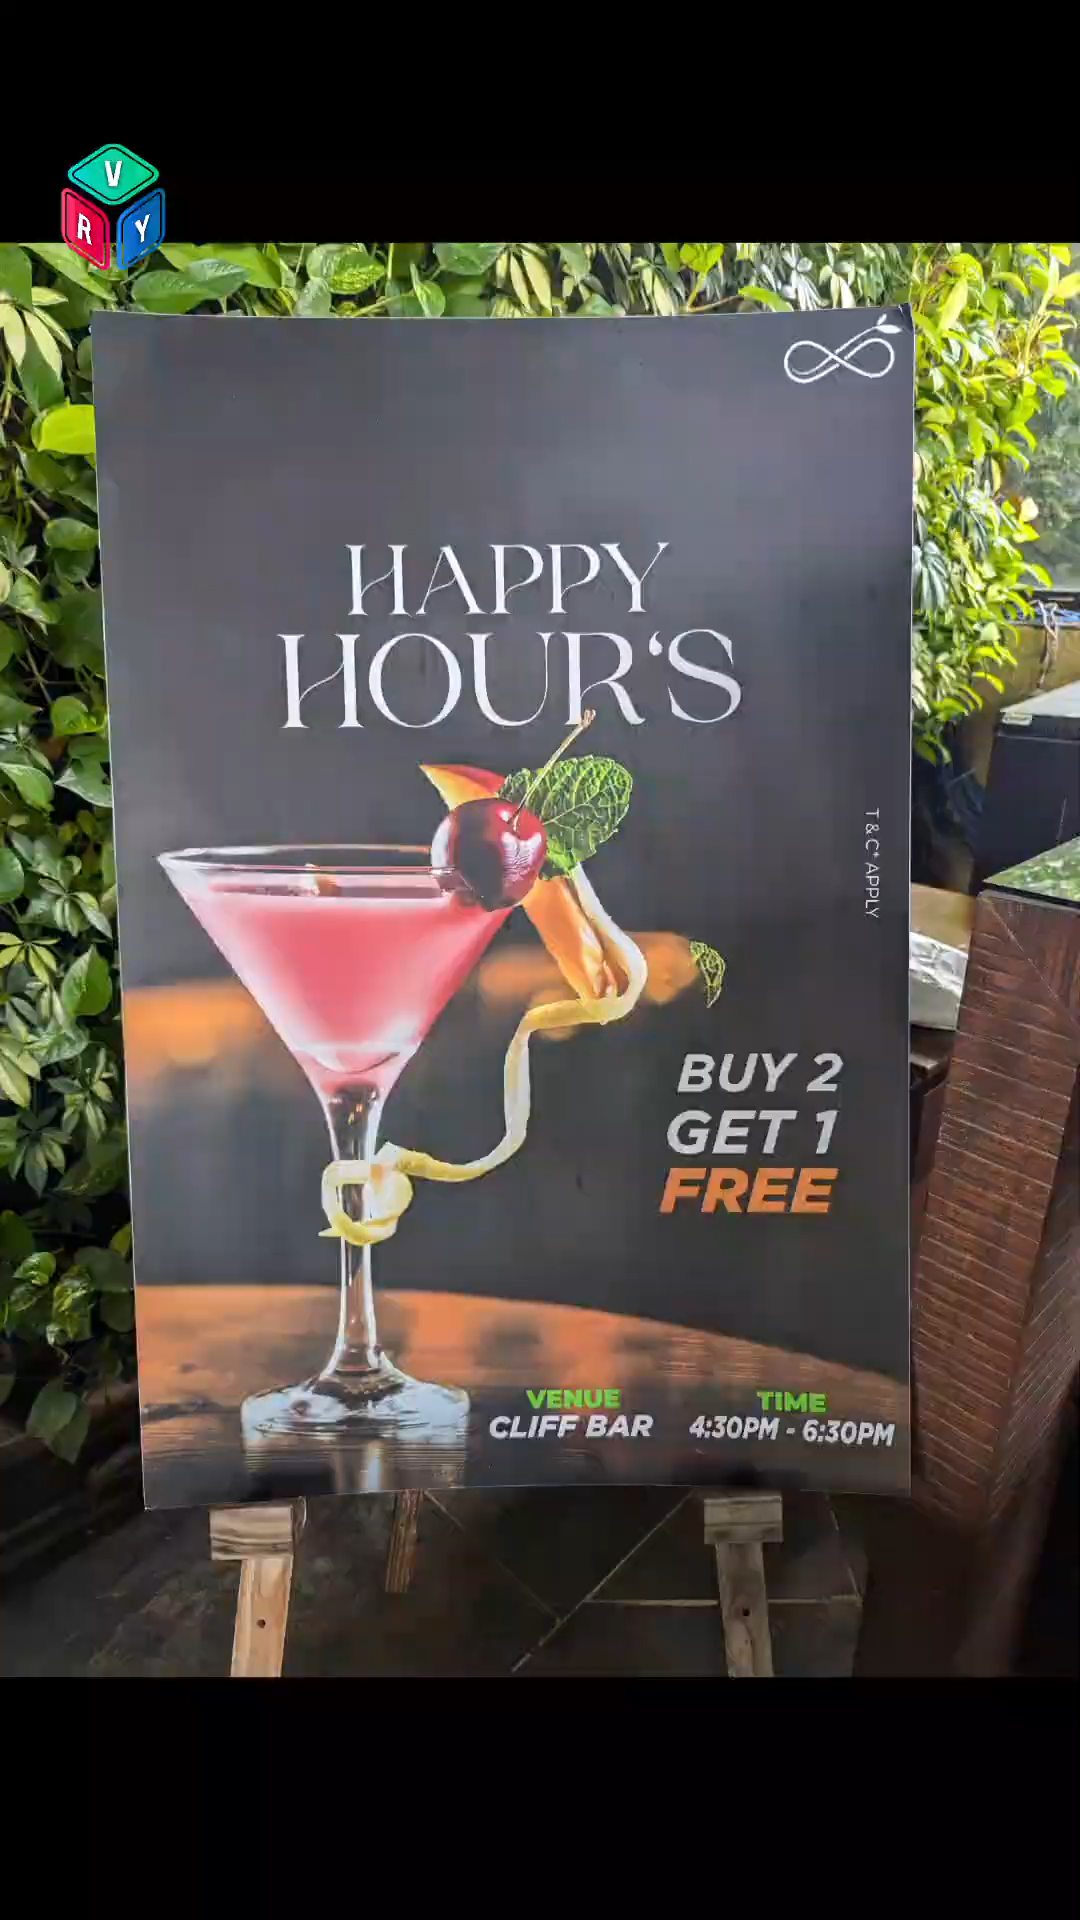 V
R Y
HAPPY
HOUR‘S
T & C* APPLY
BUY 2
GET 1
FREE
VENUE
CLIFF BAR
TIME
4:30PM - 6:30PM